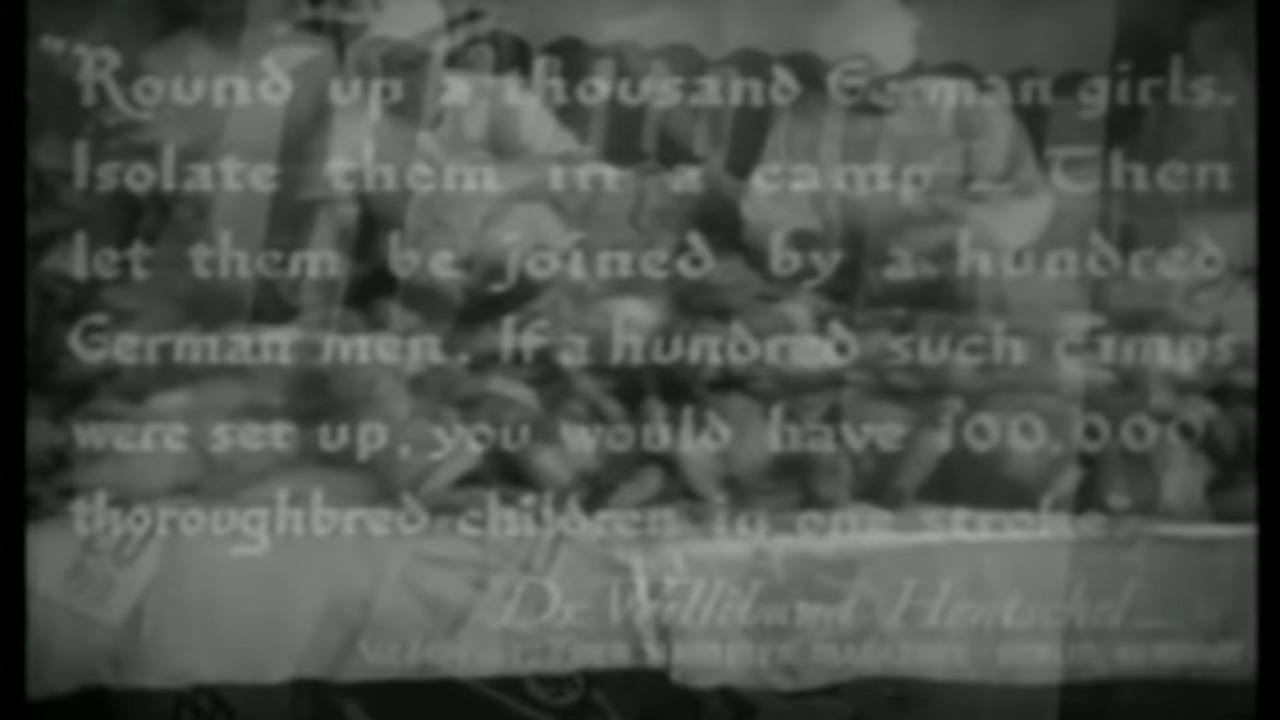 "Round up a thousand German girls.
Isolate them in a camp — Then
let them be joined by a hundred
German men. If a hundred such camps
were set up, you would have 100.000
thoroughbred children in one stroke"
Dr. Williband Hentschel —